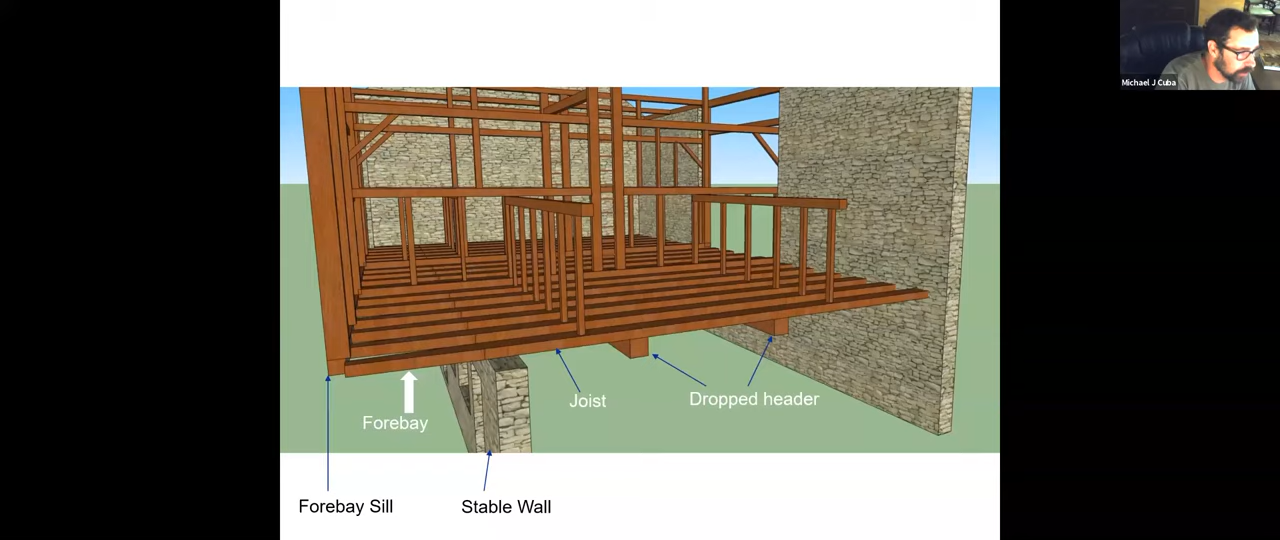 Michael J Cuba
Joist
Dropped header
Forebay
Forebay Sill
Stable Wall